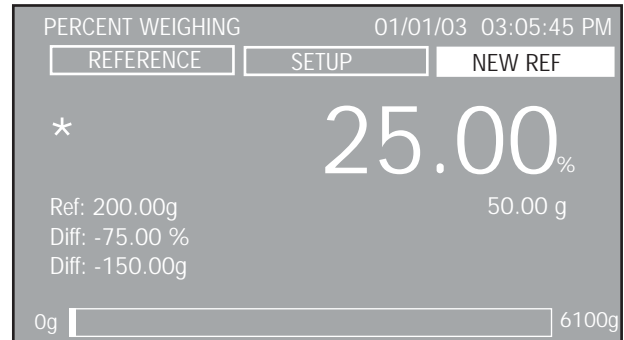 PERCENT WEIGHING 01/01/03 03:05:45 PM
REFERENCE SETUP NEW REF
* 25.00%
Ref: 200.00g 50.00 g
Diff: -75.00 %
Diff: -150.00g
0g 6100g